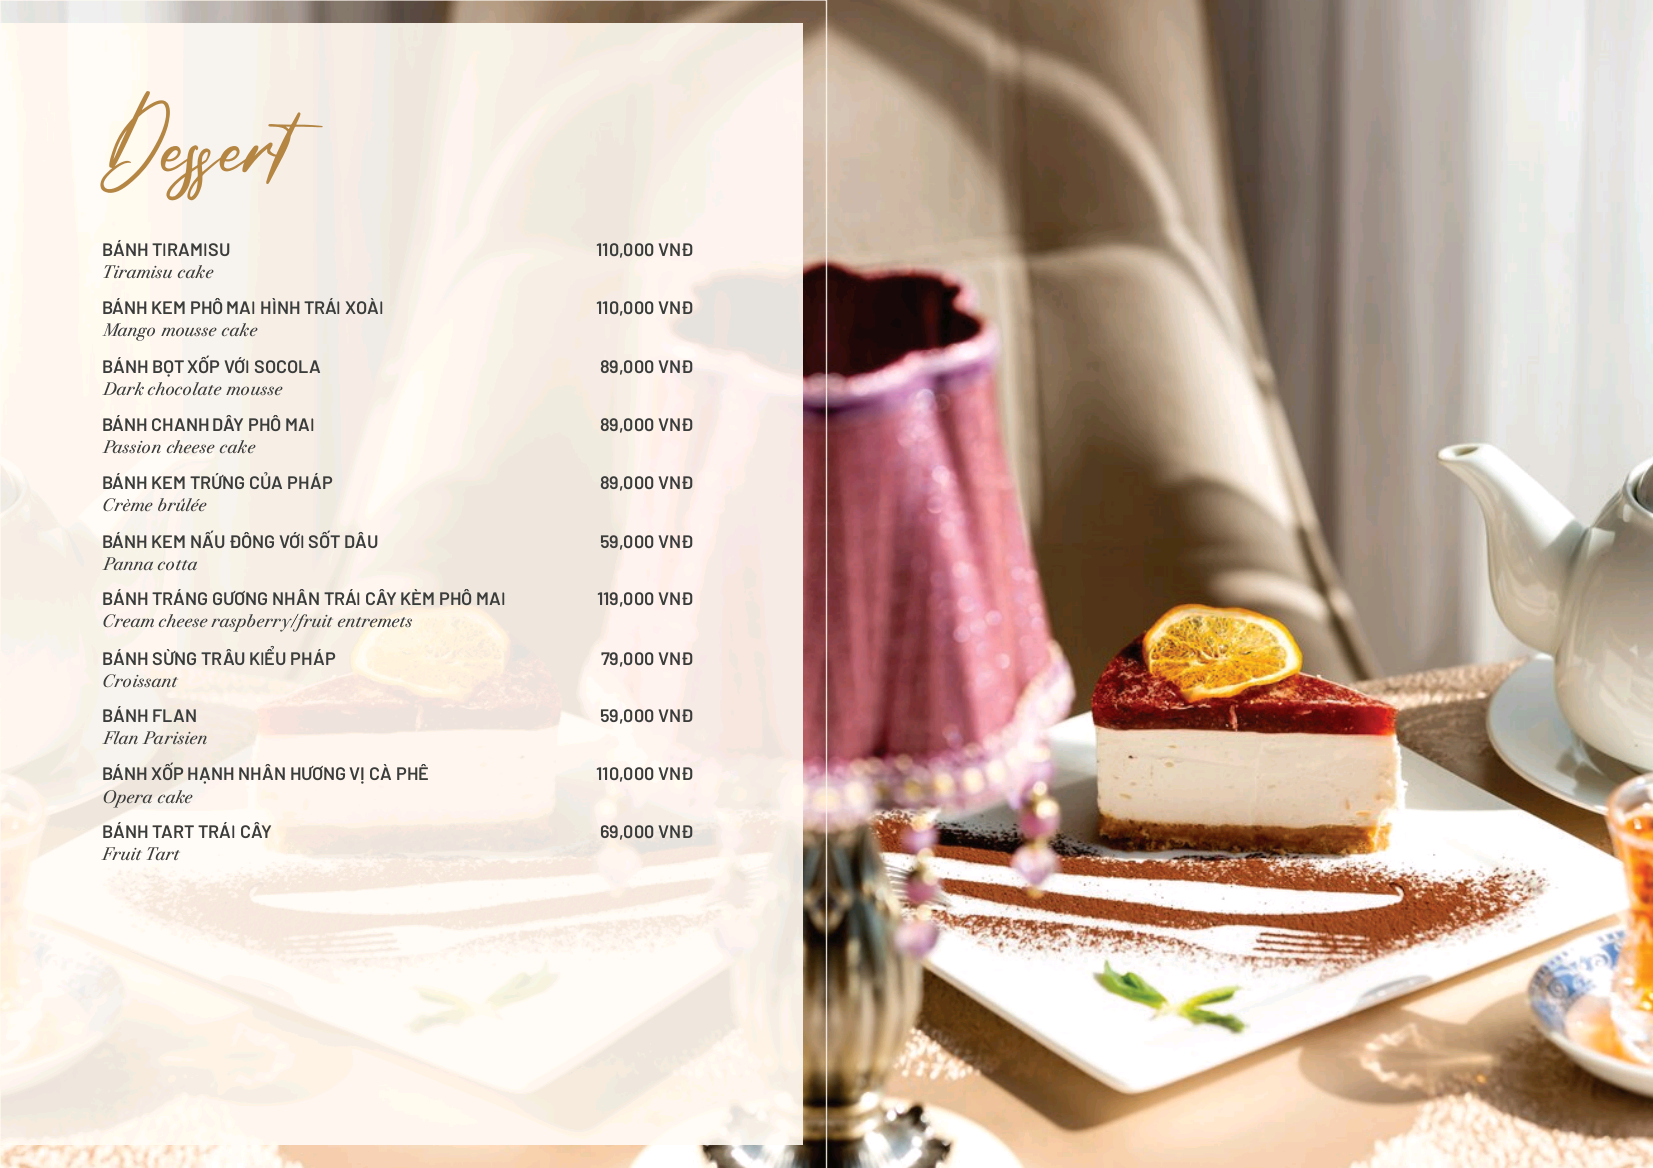 Dessert
BÁNH TIRAMISU 110,000 VNĐ
Tiramisu cake
BÁNH KEM PHÔ MAI HÌNH TRÁI XOÀI 110,000 VNĐ
Mango mousse cake
BÁNH BỌT XỐP VỚI SOCOLA 89,000 VNĐ
Dark chocolate mousse
BÁNH CHANH DÂY PHÔ MAI 89,000 VNĐ
Passion cheese cake
BÁNH KEM TRỨNG CỦA PHÁP 89,000 VNĐ
Crème brúlée
BÁNH KEM NẤU ĐÔNG VỚI SỐT DÂU 59,000 VNĐ
Panna cotta
BÁNH TRÁNG GƯƠNG NHÂN TRÁI CÂY KÈM PHÔ MAI 119,000 VNĐ
Cream cheese raspberry/fruit entremets
BÁNH SỪNG TRÂU KIỂU PHÁP 79,000 VNĐ
Croissant
BÁNH FLAN 59,000 VNĐ
Flan Parisien
BÁNH XỐP HẠNH NHÂN HƯƠNG VỊ CÀ PHÊ 110,000 VNĐ
Opera cake
BÁNH TART TRÁI CÂY 69,000 VNĐ
Fruit Tart